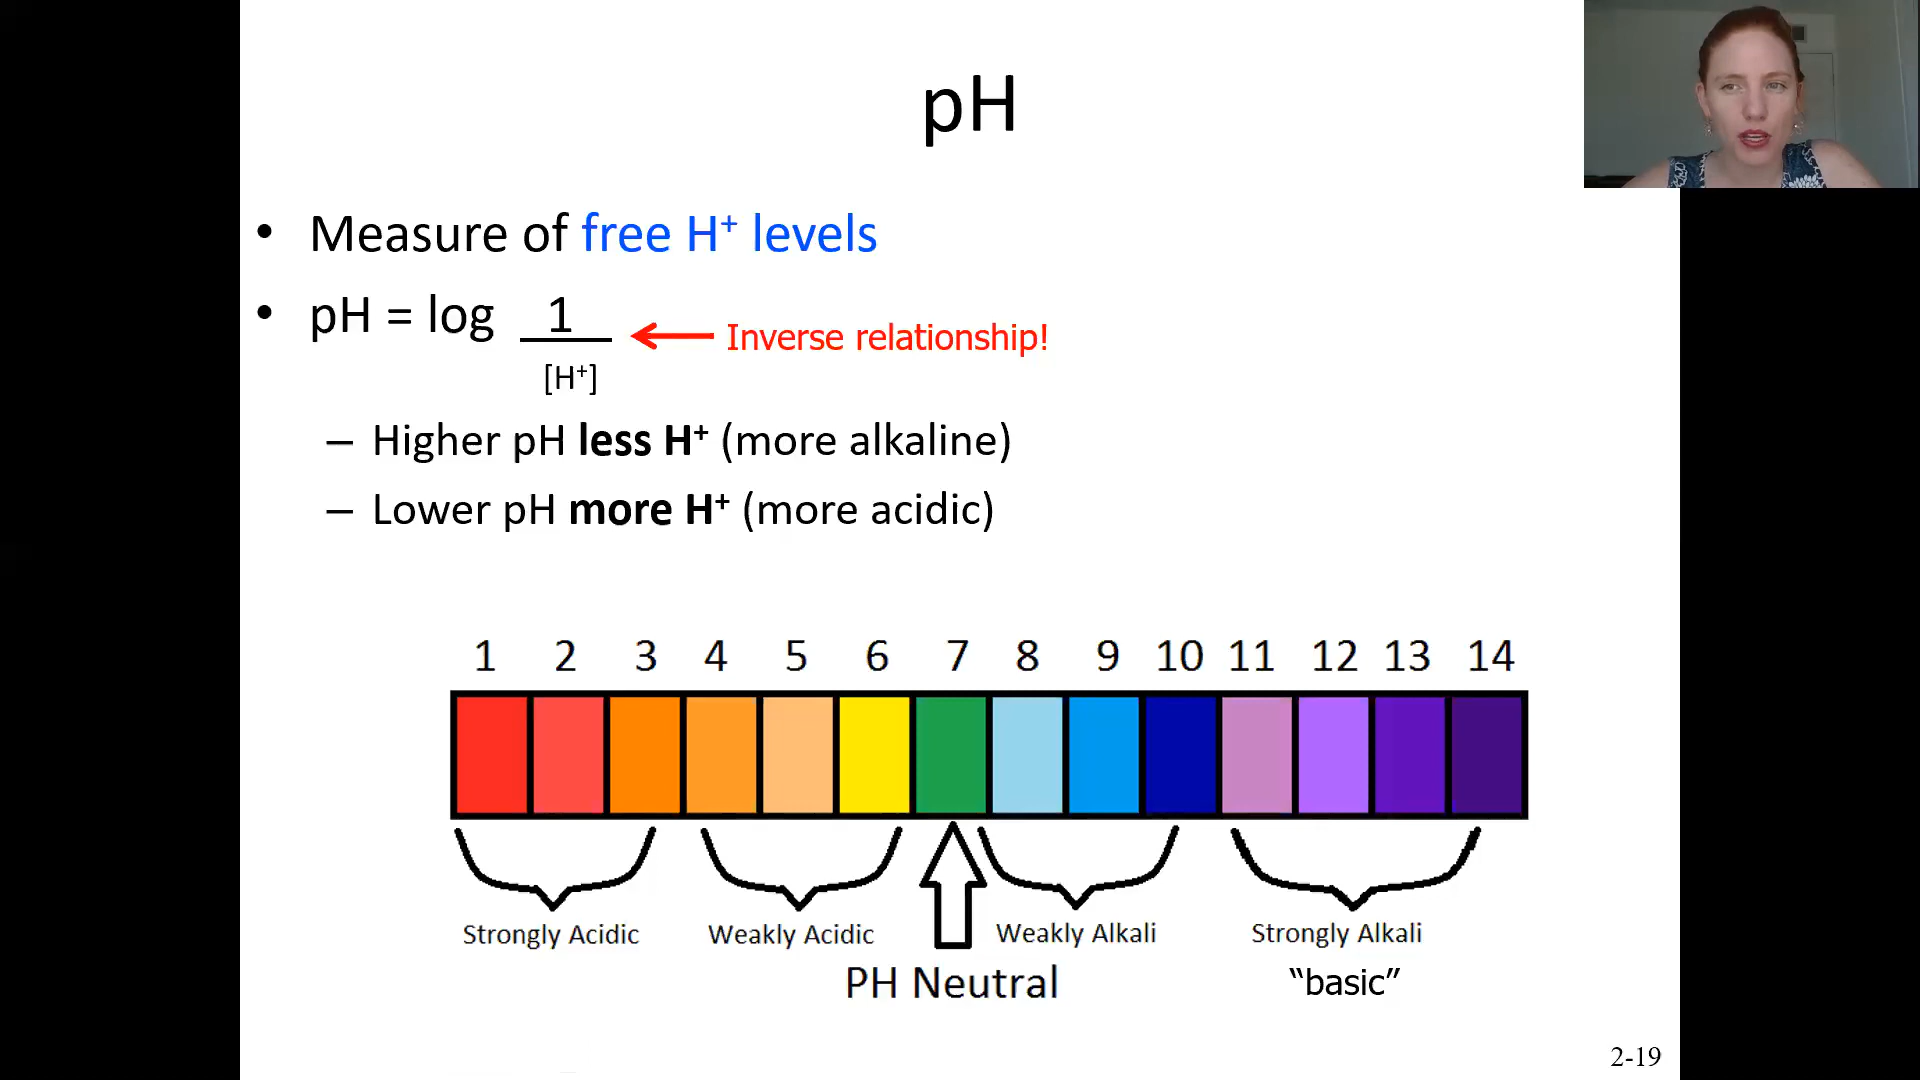 pH
• Measure of free H⁺ levels
• pH = log 1
Inverse relationship!
[H⁺]
– Higher pH less H⁺ (more alkaline)
– Lower pH more H⁺ (more acidic)
1 2 3 4 5 6 7 8 9 10 11 12 13 14
Strongly Acidic Weakly Acidic Weakly Alkali Strongly Alkali
PH Neutral “basic”
2-19